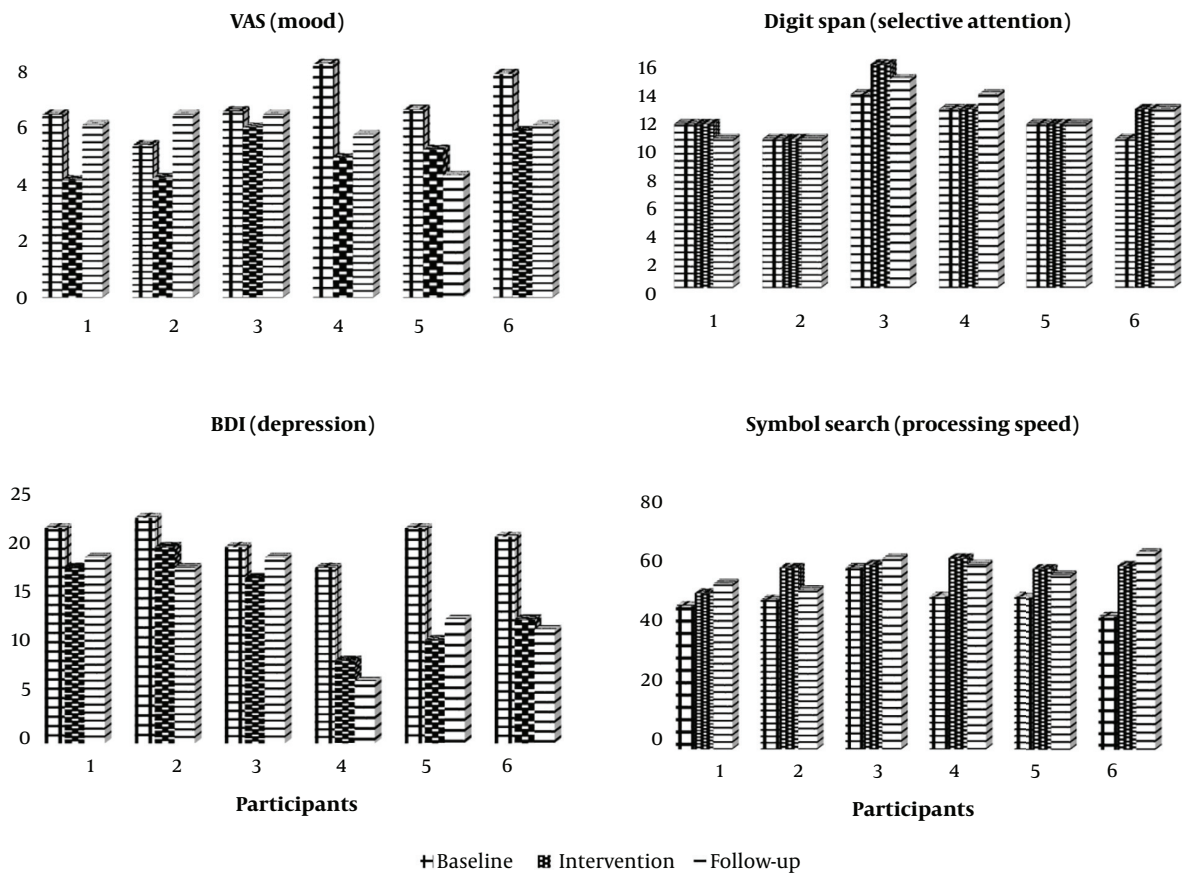 VAS (mood)
8
6
4
2
0
1 2 3 4 5 6
Digit span (selective attention)
16
14
12
10
8
6
4
2
0
1 2 3 4 5 6
BDI (depression)
25
20
15
10
5
0
1 2 3 4 5 6
Participants
Symbol search (processing speed)
80
60
40
20
0
1 2 3 4 5 6
Participants
Baseline Intervention Follow-up